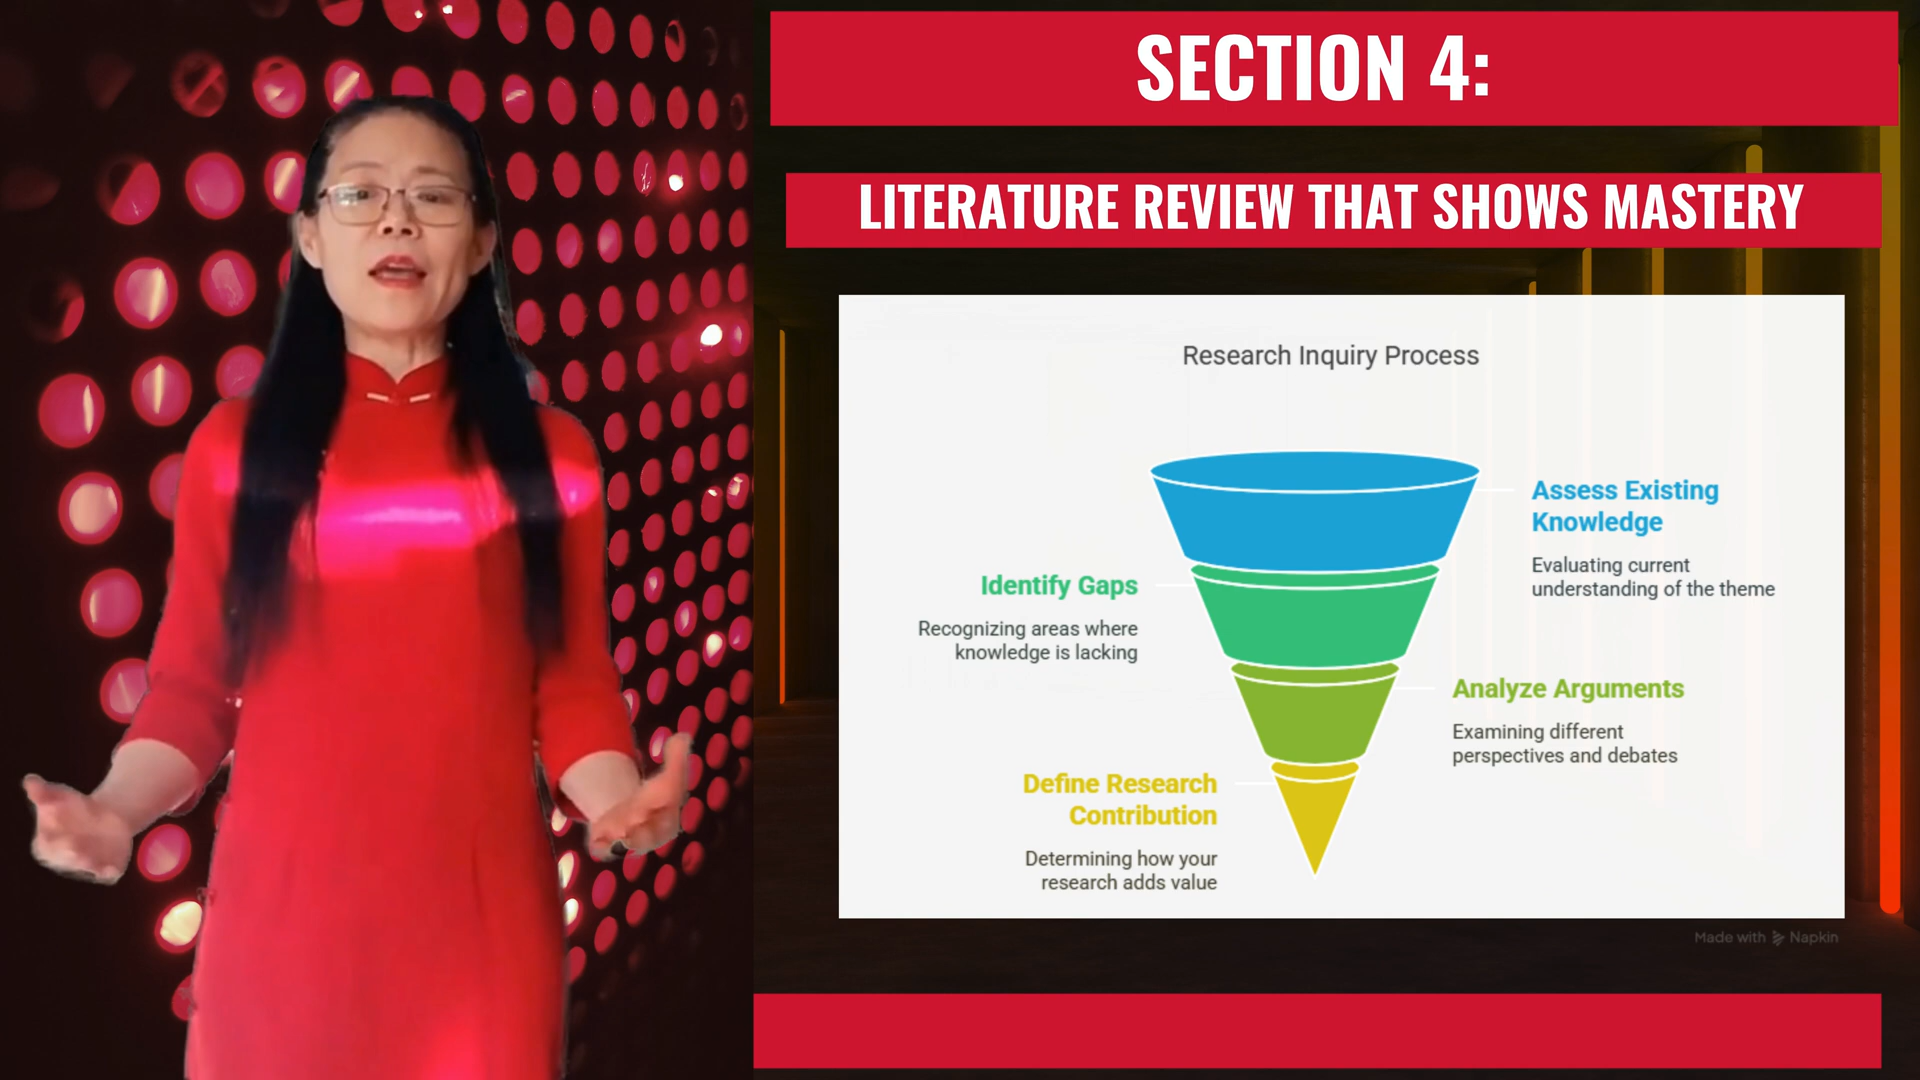 SECTION 4:
LITERATURE REVIEW THAT SHOWS MASTERY
Research Inquiry Process
Assess Existing
Knowledge
Evaluating current
understanding of the theme
Identify Gaps
Recognizing areas where
knowledge is lacking
Analyze Arguments
Examining different
perspectives and debates
Define Research
Contribution
Determining how your
research adds value
Made with Napkin